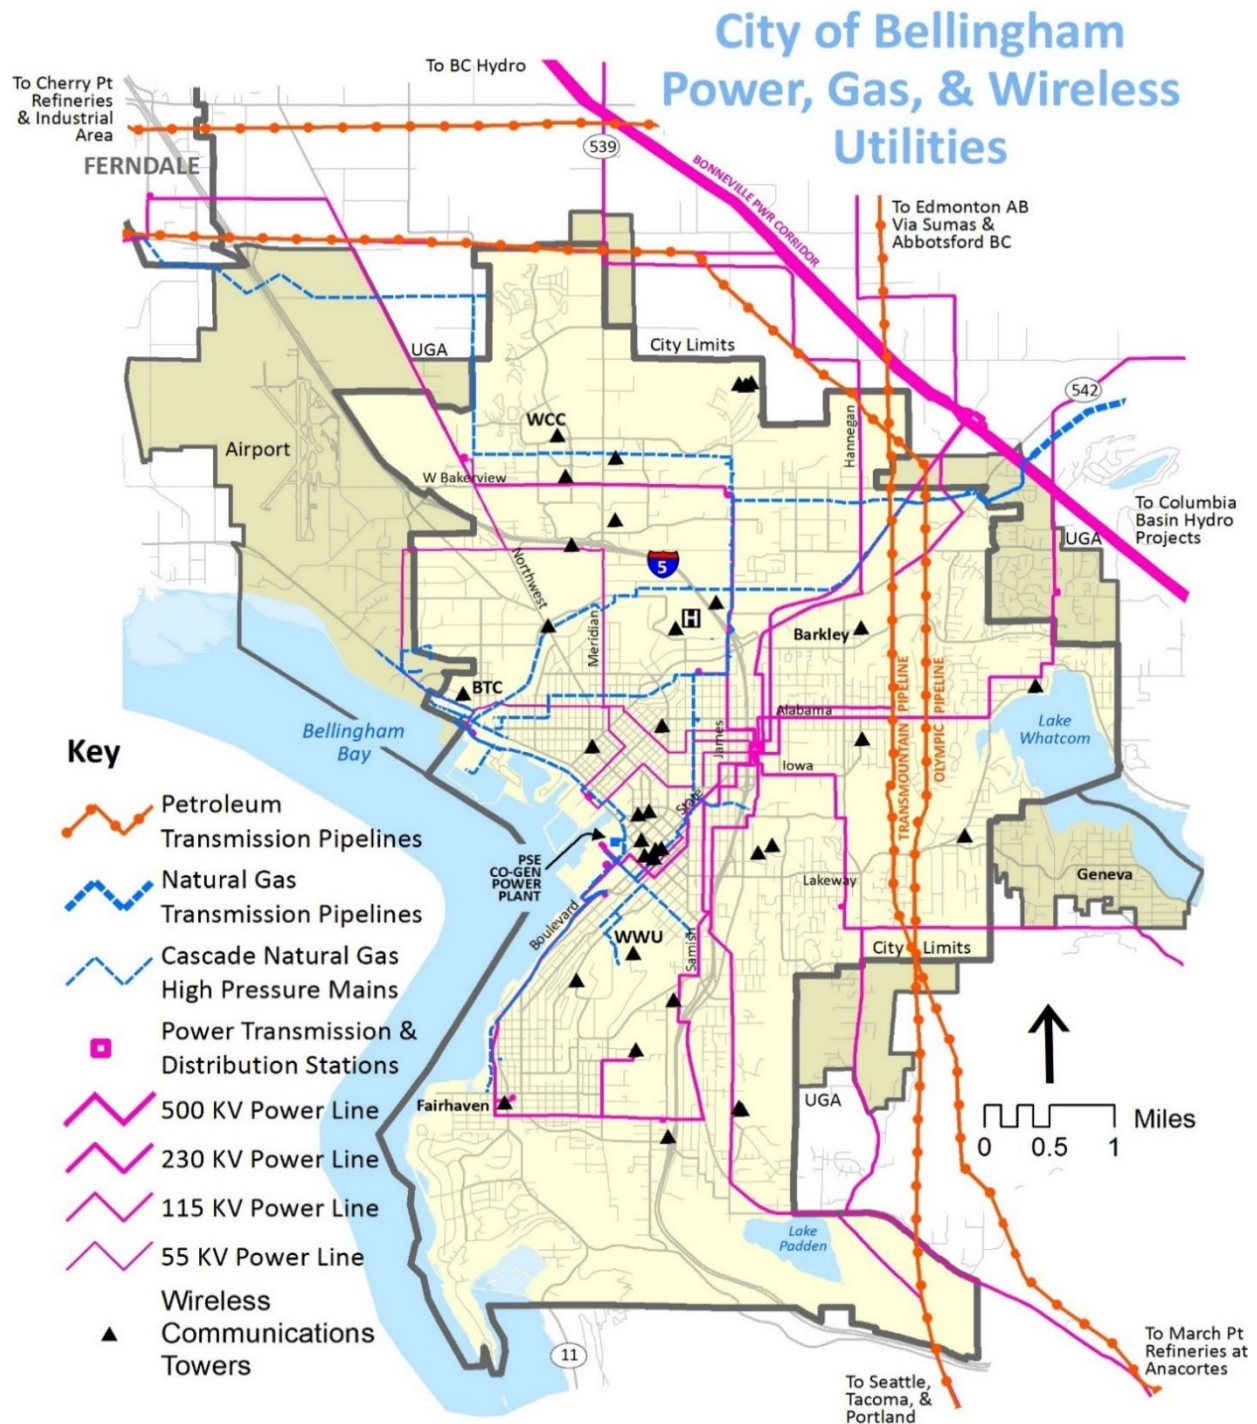 City of Bellingham
Power, Gas, & Wireless
Utilities
To BC Hydro
To Cherry Pt
Refineries
& Industrial
Area
FERNDALE
539
BONNEVILLE PWR CORRIDOR
To Edmonton AB
Via Sumas &
Abbotsford BC
UGA
City Limits
542
WCC
Hannegan
Airport
W Bakerview
To Columbia
Basin Hydro
Projects
UGA
5
Northwest
Meridian
H
Barkley
BTC
TRANSMOUNTAIN PIPELINE
OLYMPIC PIPELINE
Alabama
James
Lake
Whatcom
Bellingham
Bay
Iowa
State
PSE
CO-GEN
POWER
PLANT
Lakeway
Geneva
Boulevard
WWU
Samish
City Limits
Fairhaven
UGA
Lake
Padden
11
Key
Petroleum
Transmission Pipelines
Natural Gas
Transmission Pipelines
Cascade Natural Gas
High Pressure Mains
Power Transmission &
Distribution Stations
500 KV Power Line
230 KV Power Line
115 KV Power Line
55 KV Power Line
Wireless
Communications
Towers
Miles
0 0.5 1
To March Pt
Refineries at
Anacortes
To Seattle,
Tacoma, &
Portland